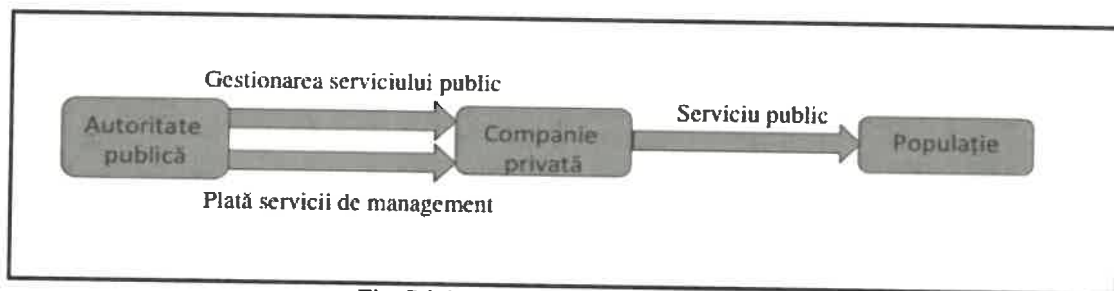 Gestionarea serviciului public
Autoritate
publică
Companie
privată
Serviciu public
Populație
Plată servicii de management